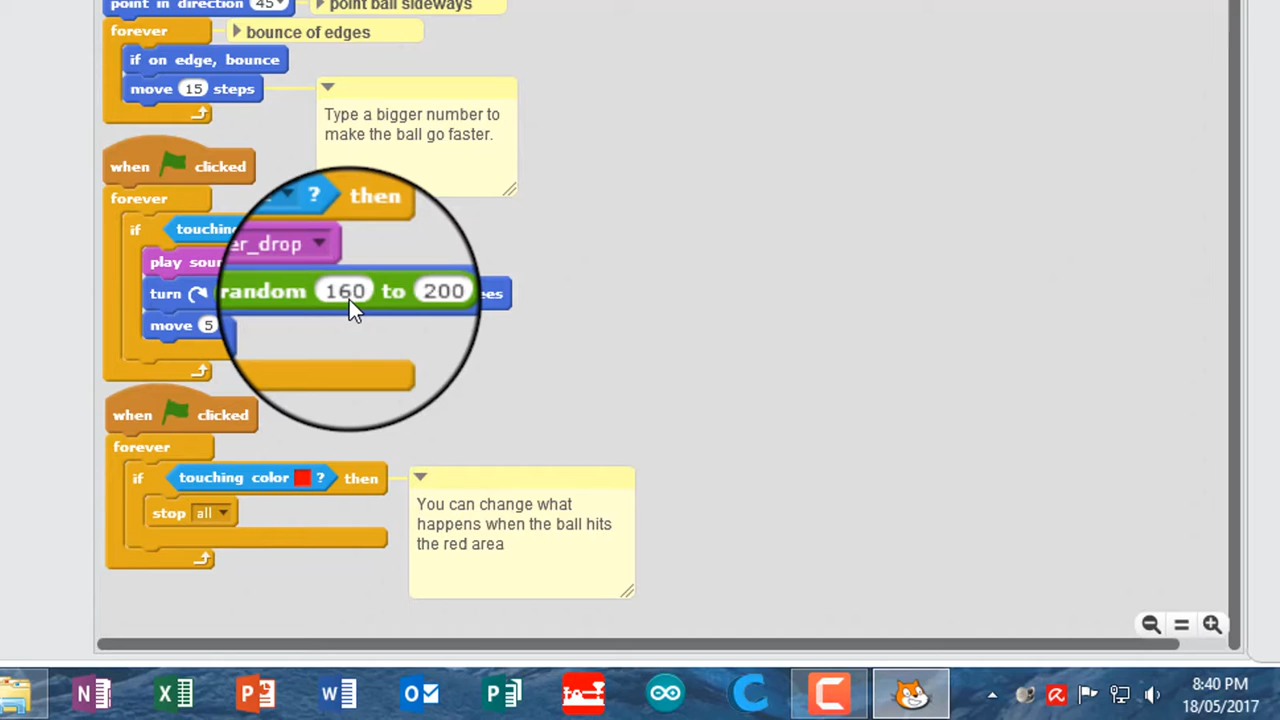 point in direction 45
point ball sideways
forever
bounce of edges
if on edge, bounce
move 15 steps
Type a bigger number to
make the ball go faster.
when clicked
forever
? then
if touching
er_drop
play sou
turn random 160 to 200 ees
move 5
when clicked
forever
if touching color ? then
stop all
You can change what
happens when the ball hits
the red area
8:40 PM
18/05/2017